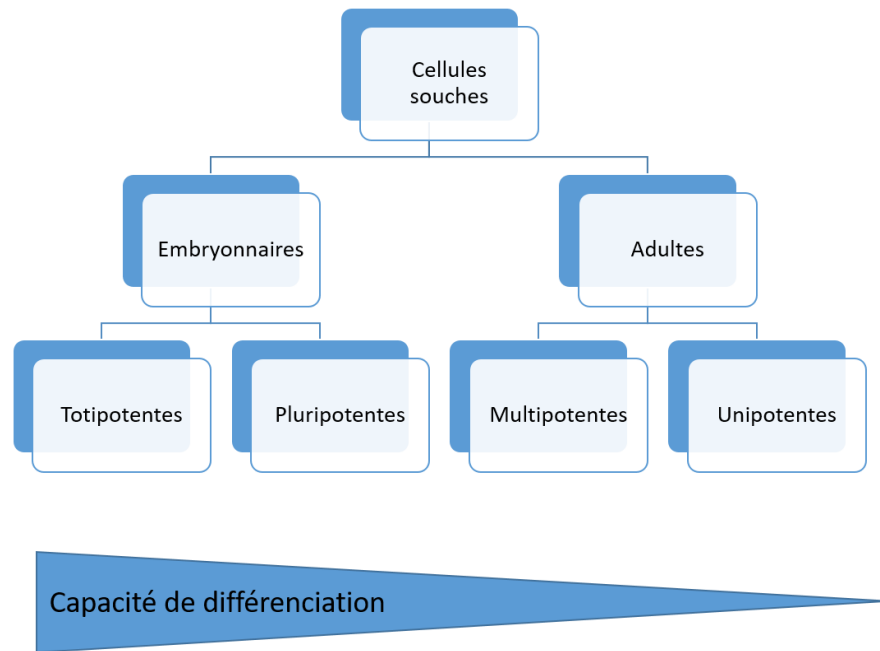 Cellules
souches
Embryonnaires
Adultes
Totipotentes
Pluripotentes
Multipotentes
Unipotentes
Capacité de différenciation